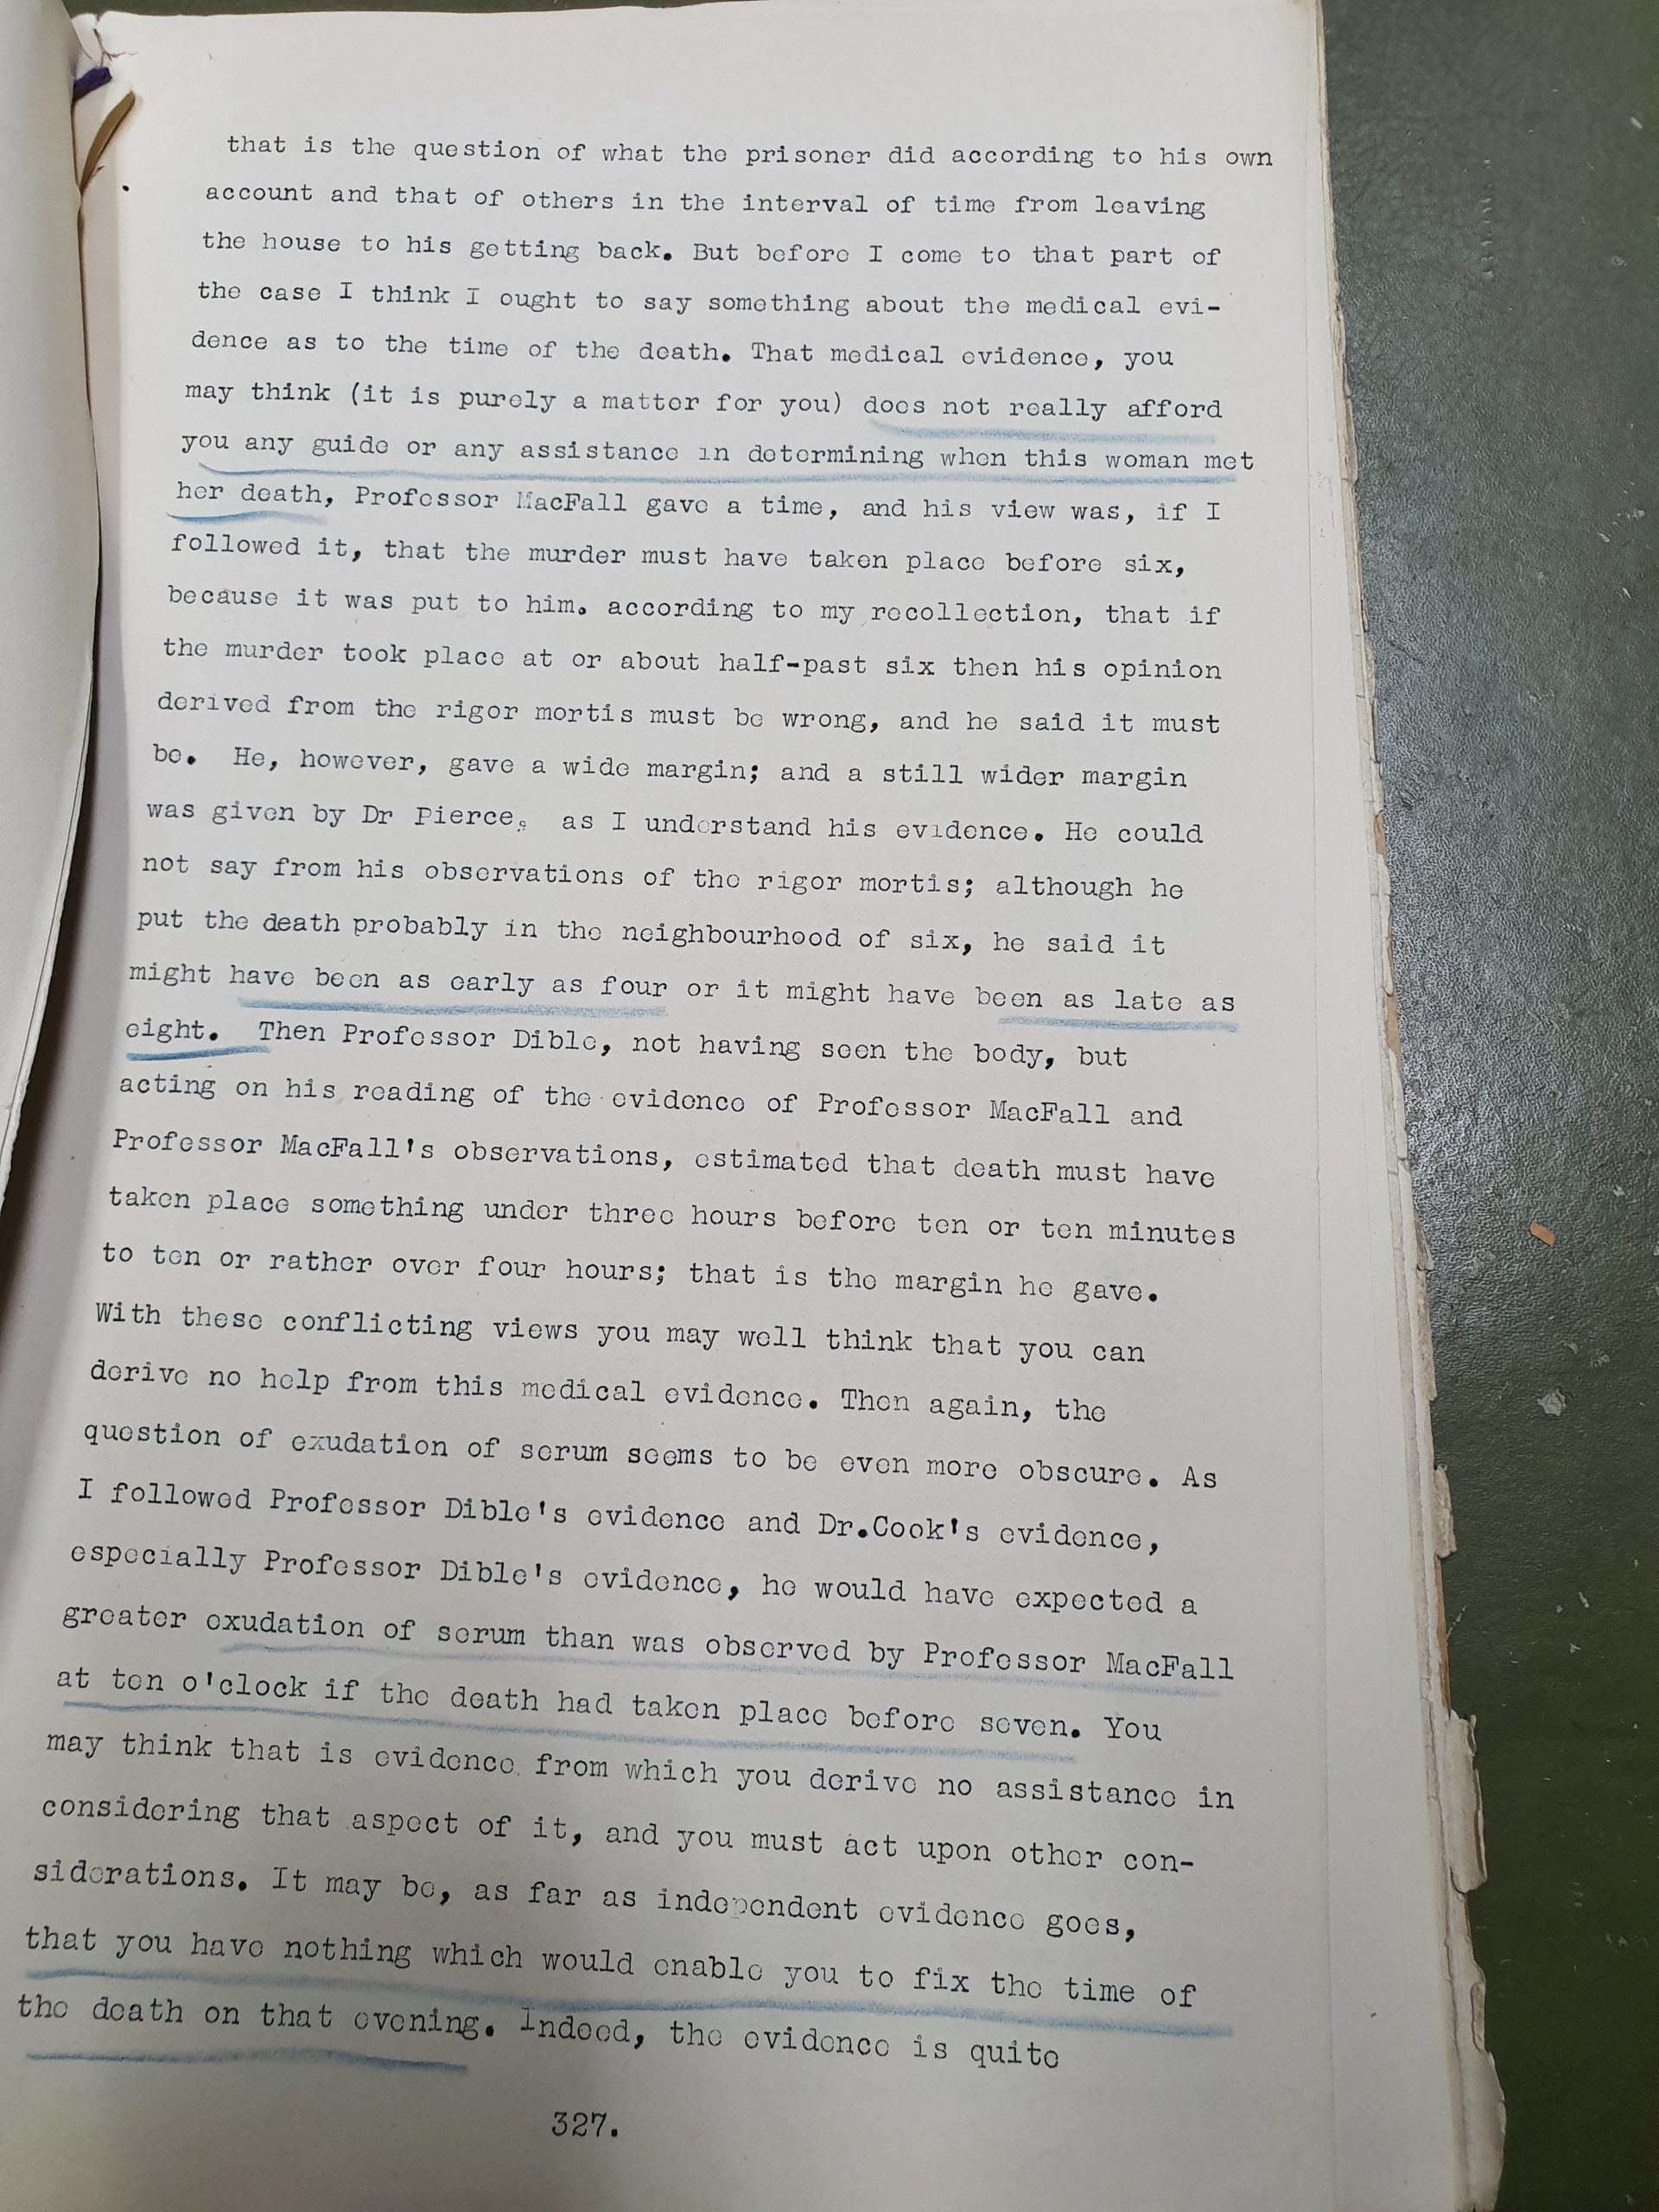 that is the question of what the prisoner did according to his own
account and that of others in the interval of time from leaving
the house to his getting back. But before I come to that part of
the case I think I ought to say something about the medical evi-
dence as to the time of the death. That medical evidence, you
may think (it is purely a matter for you) does not really afford
you any guide or any assistance in determining when this woman met
her death, Professor MacFall gave a time, and his view was, if I
followed it, that the murder must have taken place before six,
because it was put to him. according to my recollection, that if
the murder took place at or about half-past six then his opinion
derived from the rigor mortis must be wrong, and he said it must
be. He, however, gave a wide margin; and a still wider margin
was given by Dr Pierce, as I understand his evidence. He could
not say from his observations of the rigor mortis; although he
put the death probably in the neighbourhood of six, he said it
might have been as early as four or it might have been as late as
eight. Then Professor Dible, not having seen the body, but
acting on his reading of the evidence of Professor MacFall and
Professor MacFall's observations, estimated that death must have
taken place something under three hours before ten or ten minutes
to ten or rather over four hours; that is the margin he gave.
With these conflicting views you may well think that you can
derive no help from this medical evidence. Then again, the
question of exudation of serum seems to be even more obscure. As
I followed Professor Dible's evidence and Dr.Cook's evidence,
especially Professor Dible's evidence, he would have expected a
greater exudation of serum than was observed by Professor MacFall
at ten o'clock if the death had taken place before seven. You
may think that is evidence from which you derive no assistance in
considering that aspect of it, and you must act upon other con-
siderations. It may be, as far as independent evidence goes,
that you have nothing which would enable you to fix the time of
the death on that evening. Indeed, the evidence is quite
327.